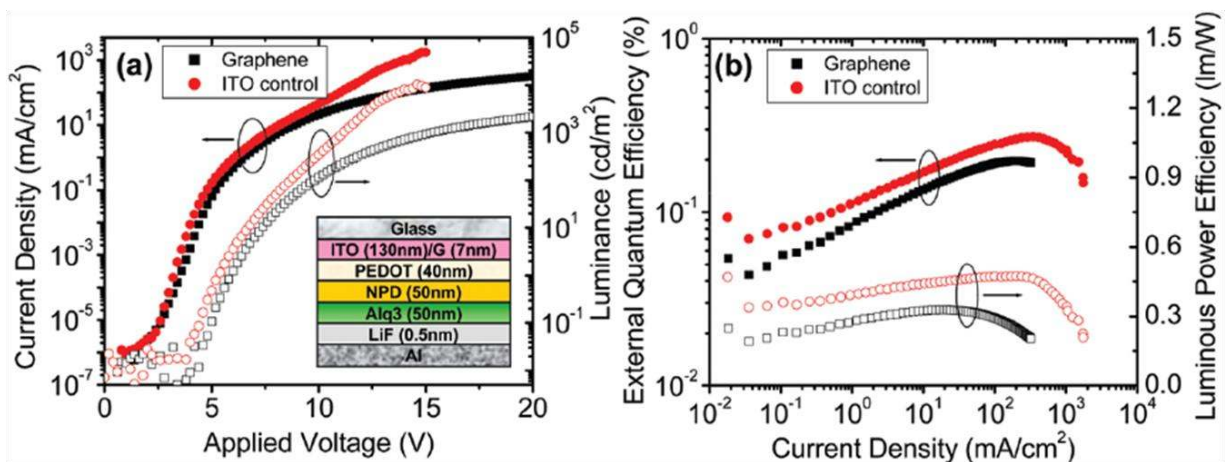 (a)
Graphene
ITO control
Current Density (mA/cm²)
10³
10¹
10⁻¹
10⁻³
10⁻⁵
10⁻⁷
Luminance (cd/m²)
10⁵
10³
10¹
10⁻¹
0
5
10
15
20
Applied Voltage (V)
Glass
ITO (130nm)/G (7nm)
PEDOT (40nm)
NPD (50nm)
Alq3 (50nm)
LiF (0.5nm)
Al
(b)
Graphene
ITO control
External Quantum Efficiency (%)
10⁰
10⁻¹
10⁻²
Luminous Power Efficiency (lm/W)
1.5
1.2
0.9
0.6
0.3
0.0
10⁻²
10⁻¹
10⁰
10¹
10²
10³
10⁴
Current Density (mA/cm²)